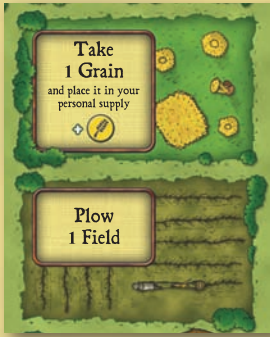 Take
1 Grain
and place it in your
personal supply
Plow
1 Field